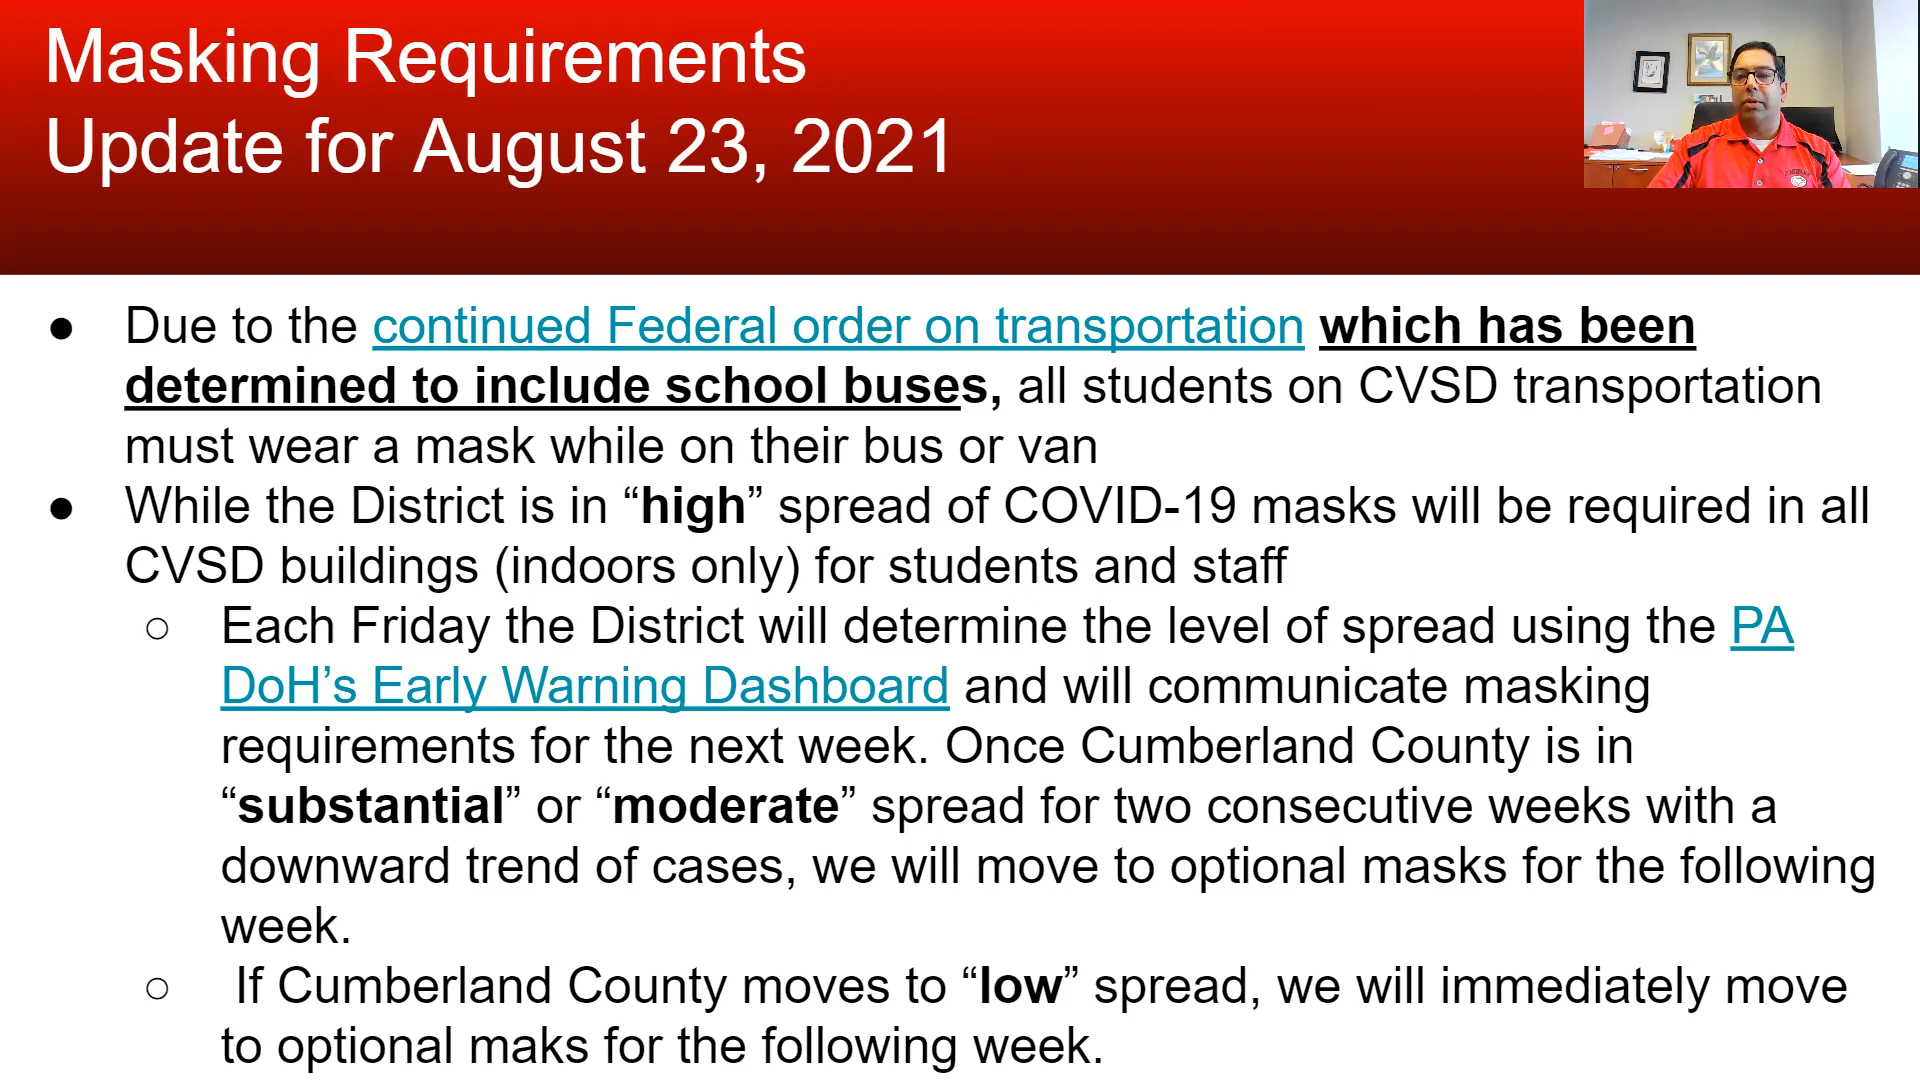 Masking Requirements
Update for August 23, 2021
● Due to the continued Federal order on transportation which has been
determined to include school buses, all students on CVSD transportation
must wear a mask while on their bus or van
● While the District is in “high” spread of COVID-19 masks will be required in all
CVSD buildings (indoors only) for students and staff
○ Each Friday the District will determine the level of spread using the PA
DoH’s Early Warning Dashboard and will communicate masking
requirements for the next week. Once Cumberland County is in
“substantial” or “moderate” spread for two consecutive weeks with a
downward trend of cases, we will move to optional masks for the following
week.
○ If Cumberland County moves to “low” spread, we will immediately move
to optional maks for the following week.